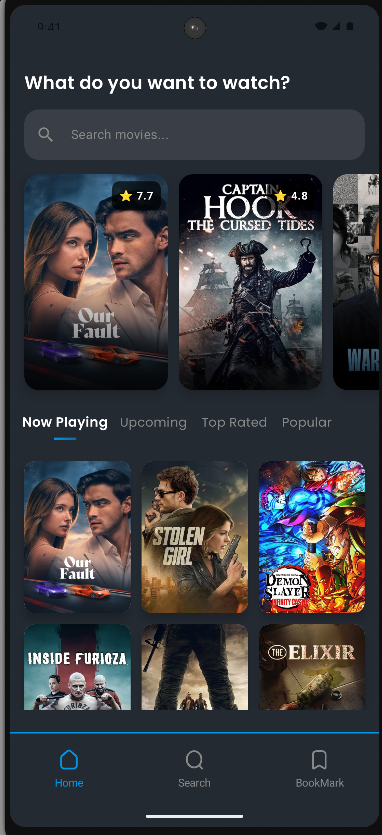 9:41
What do you want to watch?
Search movies...
7.7
Our
Fault
4.8
CAPTAIN
HOOK
THE CURSED TIDES
WAR
Now Playing
Upcoming
Top Rated
Popular
Our
Fault
STOLEN
GIRL
DEMON
SLAYER
INFINITY CASTLE
INSIDE FURIOZA
THE ELIXIR
Home
Search
BookMark